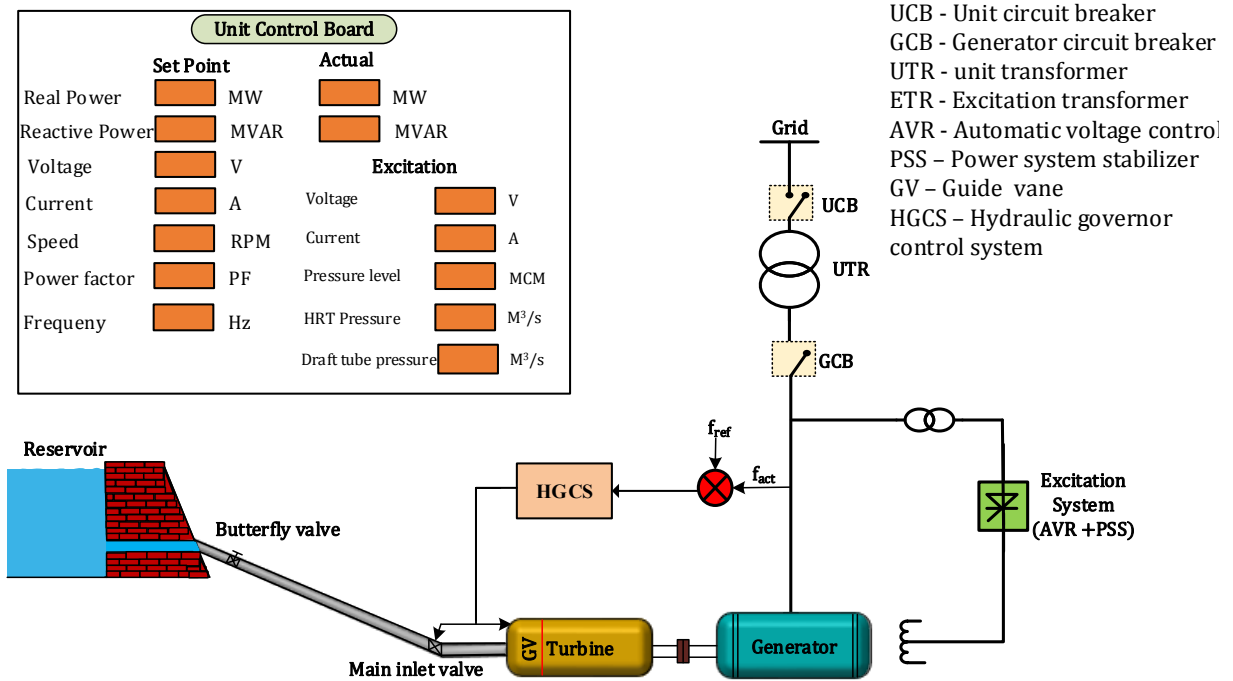 Unit Control Board
Set Point Actual
Real Power MW MW
Reactive Power MVAR MVAR
Voltage V
Excitation
Current A
Voltage V
Speed RPM
Current A
Power factor PF
Pressure level MCM
Frequeny Hz
HRT Pressure M³/s
Draft tube pressure M³/s
UCB - Unit circuit breaker
GCB - Generator circuit breaker
UTR - unit transformer
ETR - Excitation transformer
AVR - Automatic voltage control
PSS – Power system stabilizer
GV – Guide vane
HGCS – Hydraulic governor
control system
Grid
UCB
UTR
GCB
f_ref
f_act
HGCS
Reservoir
Butterfly valve
Main inlet valve
GV Turbine
Generator
Excitation
System
(AVR +PSS)